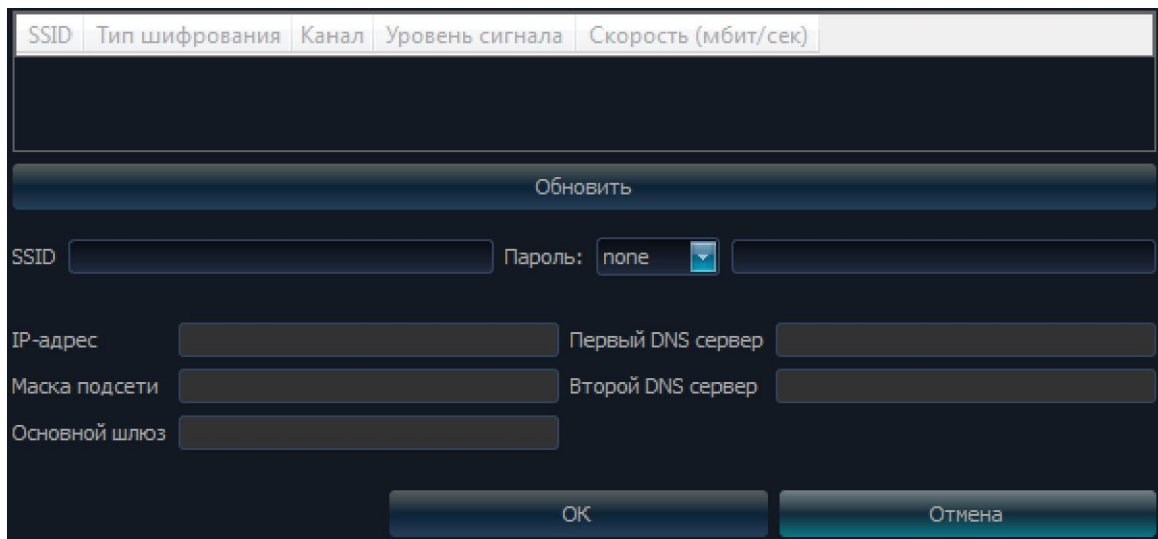 SSID Тип шифрования Канал Уровень сигнала Скорость (мбит/сек)
Обновить
SSID Пароль: none
IP-адрес Первый DNS сервер
Маска подсети Второй DNS сервер
Основной шлюз
ОК Отмена